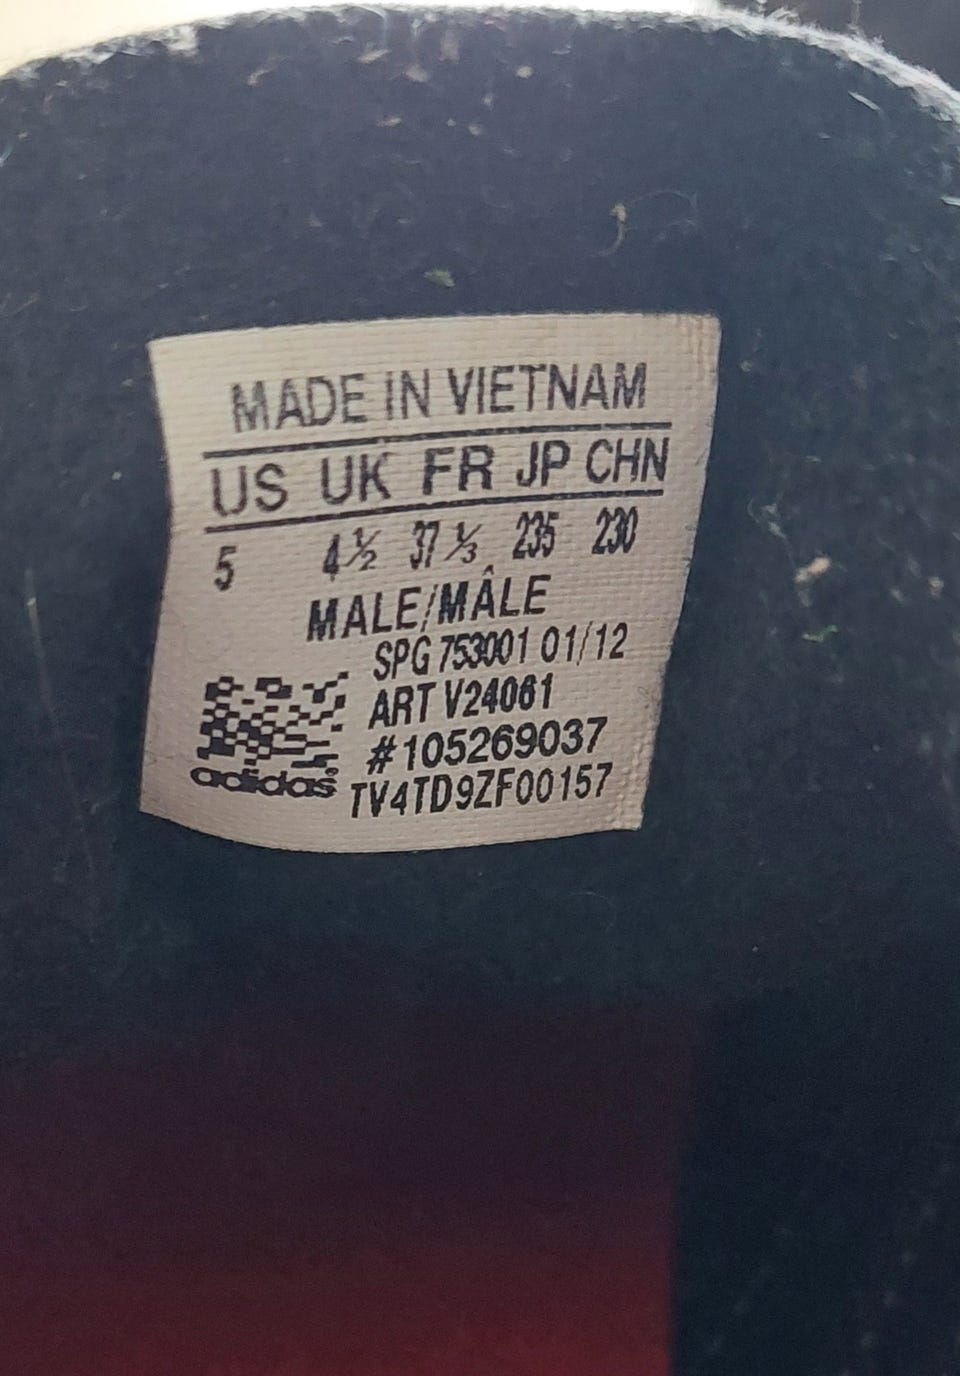 MADE IN VIETNAM
US UK FR JP CHN
5 4½ 37⅓ 235 230
MALE/MÂLE
SPG 753001 01/12
ART V24061
#105269037
adidas
TV4TD9ZF00157